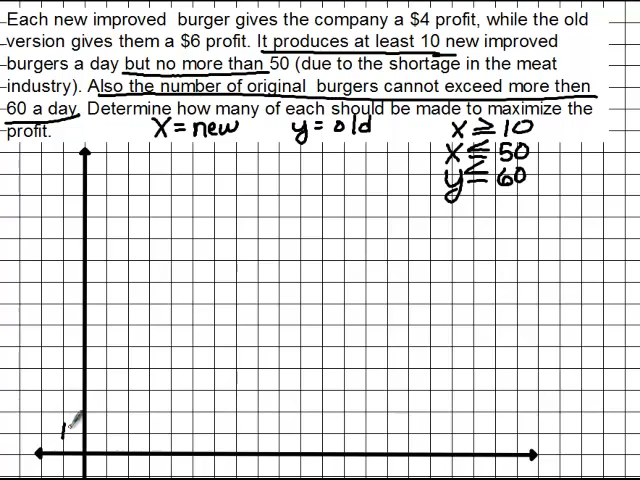 Each new improved burger gives the company a $4 profit, while the old
version gives them a $6 profit. It produces at least 10 new improved
burgers a day but no more than 50 (due to the shortage in the meat
industry). Also the number of original burgers cannot exceed more then
60 a day. Determine how many of each should be made to maximize the
profit.
x = new y = old x ≥ 10
x ≤ 50
y ≤ 60
1